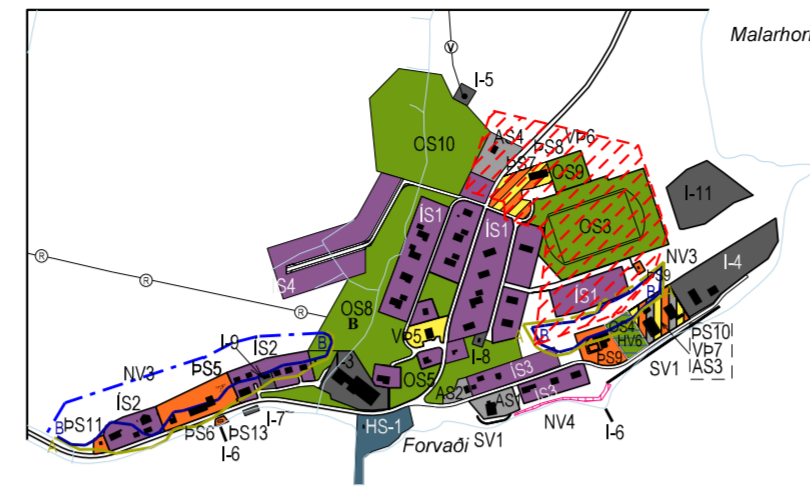 Malarhorn
V
I-5
AS4
VÞ6
ÞS8
OS10
ÞS7
OS9
I-11
ÍS1
ÍS1
OS3
R
R
R
ÍS4
NV3
I-4
S9
ÍS1
B
OS8
B
VÞ5
A
B
OS4
HV6
ÞS10
VÞ7
AS3
SV1
I-9
ÍS2
B
I-8
ÞS9
NV3
ÞS5
OS5
ÍS3
AS2
ÍS3
AS1
ÍS2
B
ÞS11
A
ÞS6
ÞS13
I-7
I-6
HS-1
Forvaði
SV1
NV4
I-6